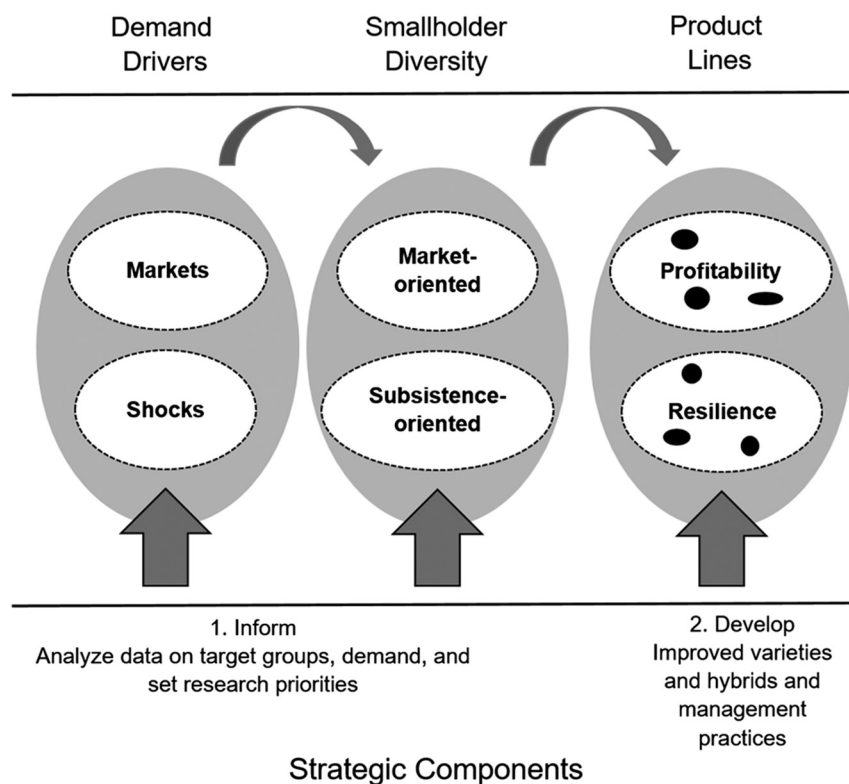 Demand
Drivers
Smallholder
Diversity
Product
Lines
Markets
Shocks
Market-
oriented
Subsistence-
oriented
Profitability
Resilience
1. Inform
Analyze data on target groups, demand, and
set research priorities
2. Develop
Improved varieties
and hybrids and
management
practices
Strategic Components